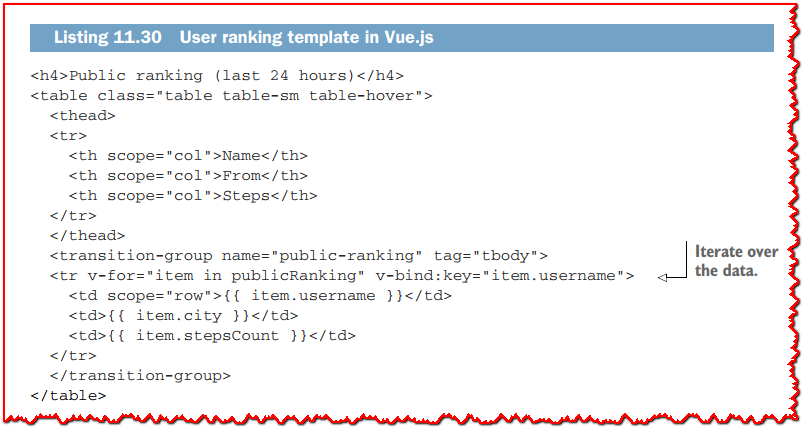 Listing 11.30 User ranking template in Vue.js
<h4>Public ranking (last 24 hours)</h4>
<table class="table table-sm table-hover">
  <thead>
  <tr>
    <th scope="col">Name</th>
    <th scope="col">From</th>
    <th scope="col">Steps</th>
  </tr>
  </thead>
  <transition-group name="public-ranking" tag="tbody">
  <tr v-for="item in publicRanking" v-bind:key="item.username">
    <td scope="row">{{ item.username }}</td>
    <td>{{ item.city }}</td>
    <td>{{ item.stepsCount }}</td>
  </tr>
  </transition-group>
</table>
Iterate over
the data.